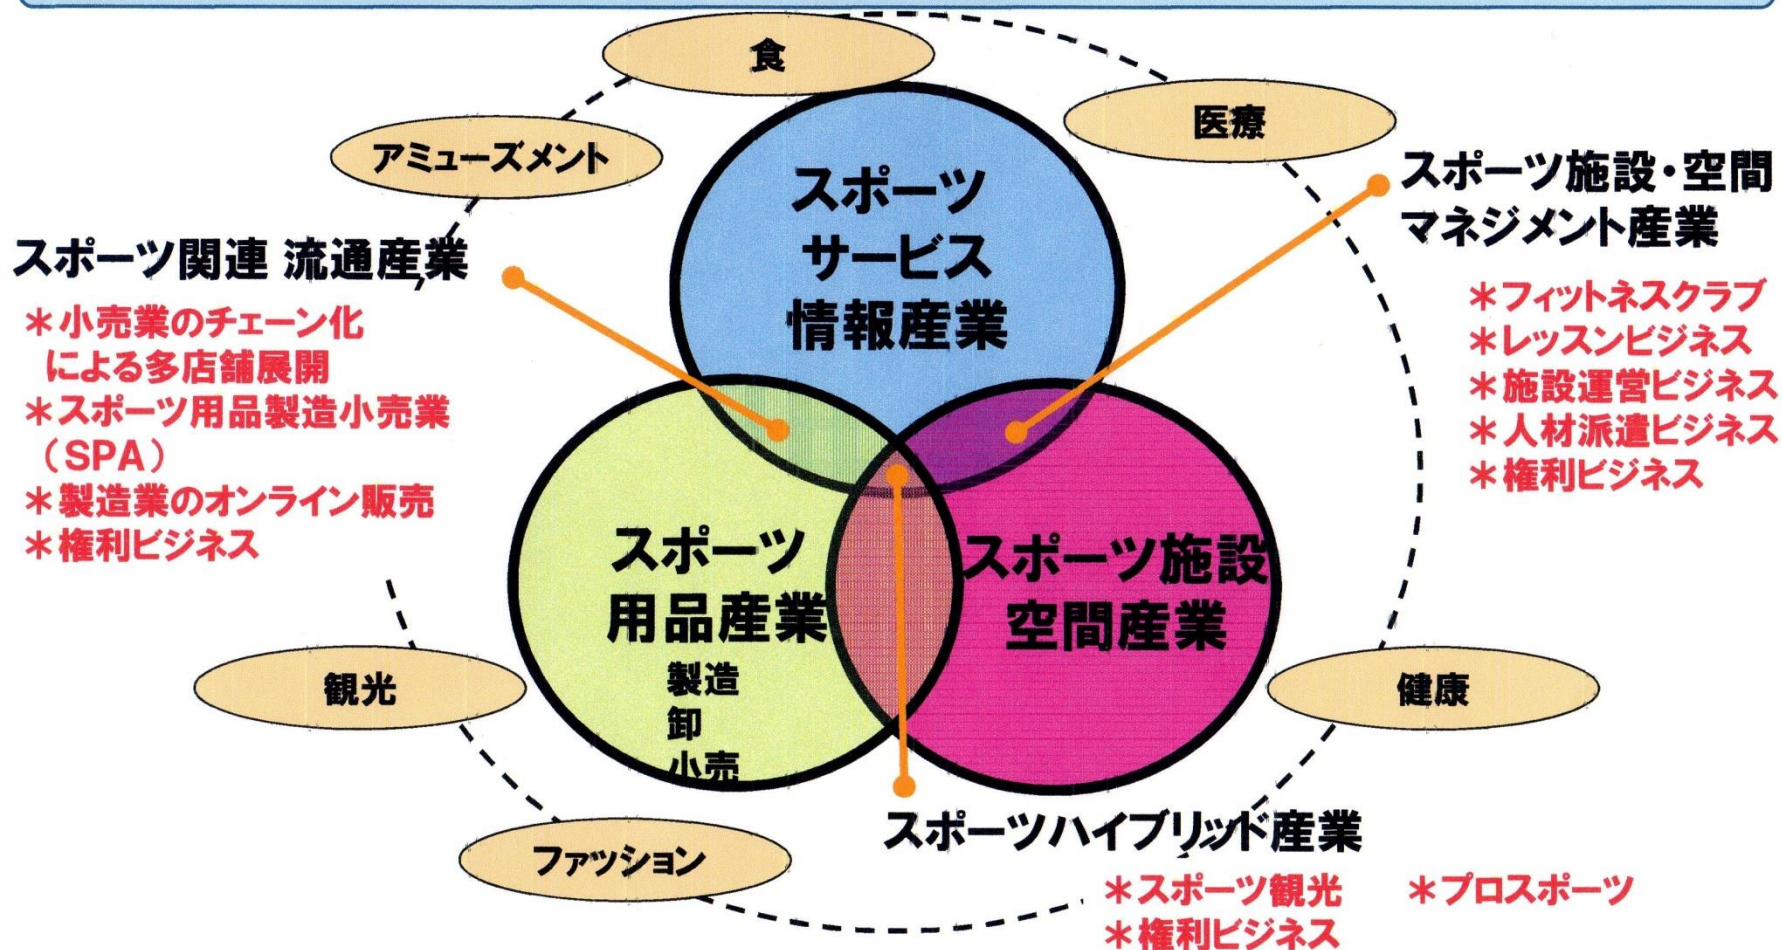 食
医療
アミューズメント
スポーツ
サービス
情報産業
スポーツ施設・空間
マネジメント産業
＊フィットネスクラブ
＊レッスンビジネス
＊施設運営ビジネス
＊人材派遣ビジネス
＊権利ビジネス
スポーツ関連 流通産業
＊小売業のチェーン化
による多店舗展開
＊スポーツ用品製造小売業
（SPA）
＊製造業のオンライン販売
＊権利ビジネス
スポーツ
用品産業
製造
卸
小売
スポーツ施設
空間産業
観光
健康
ファッション
スポーツハイブリッド産業
＊スポーツ観光 ＊プロスポーツ
＊権利ビジネス